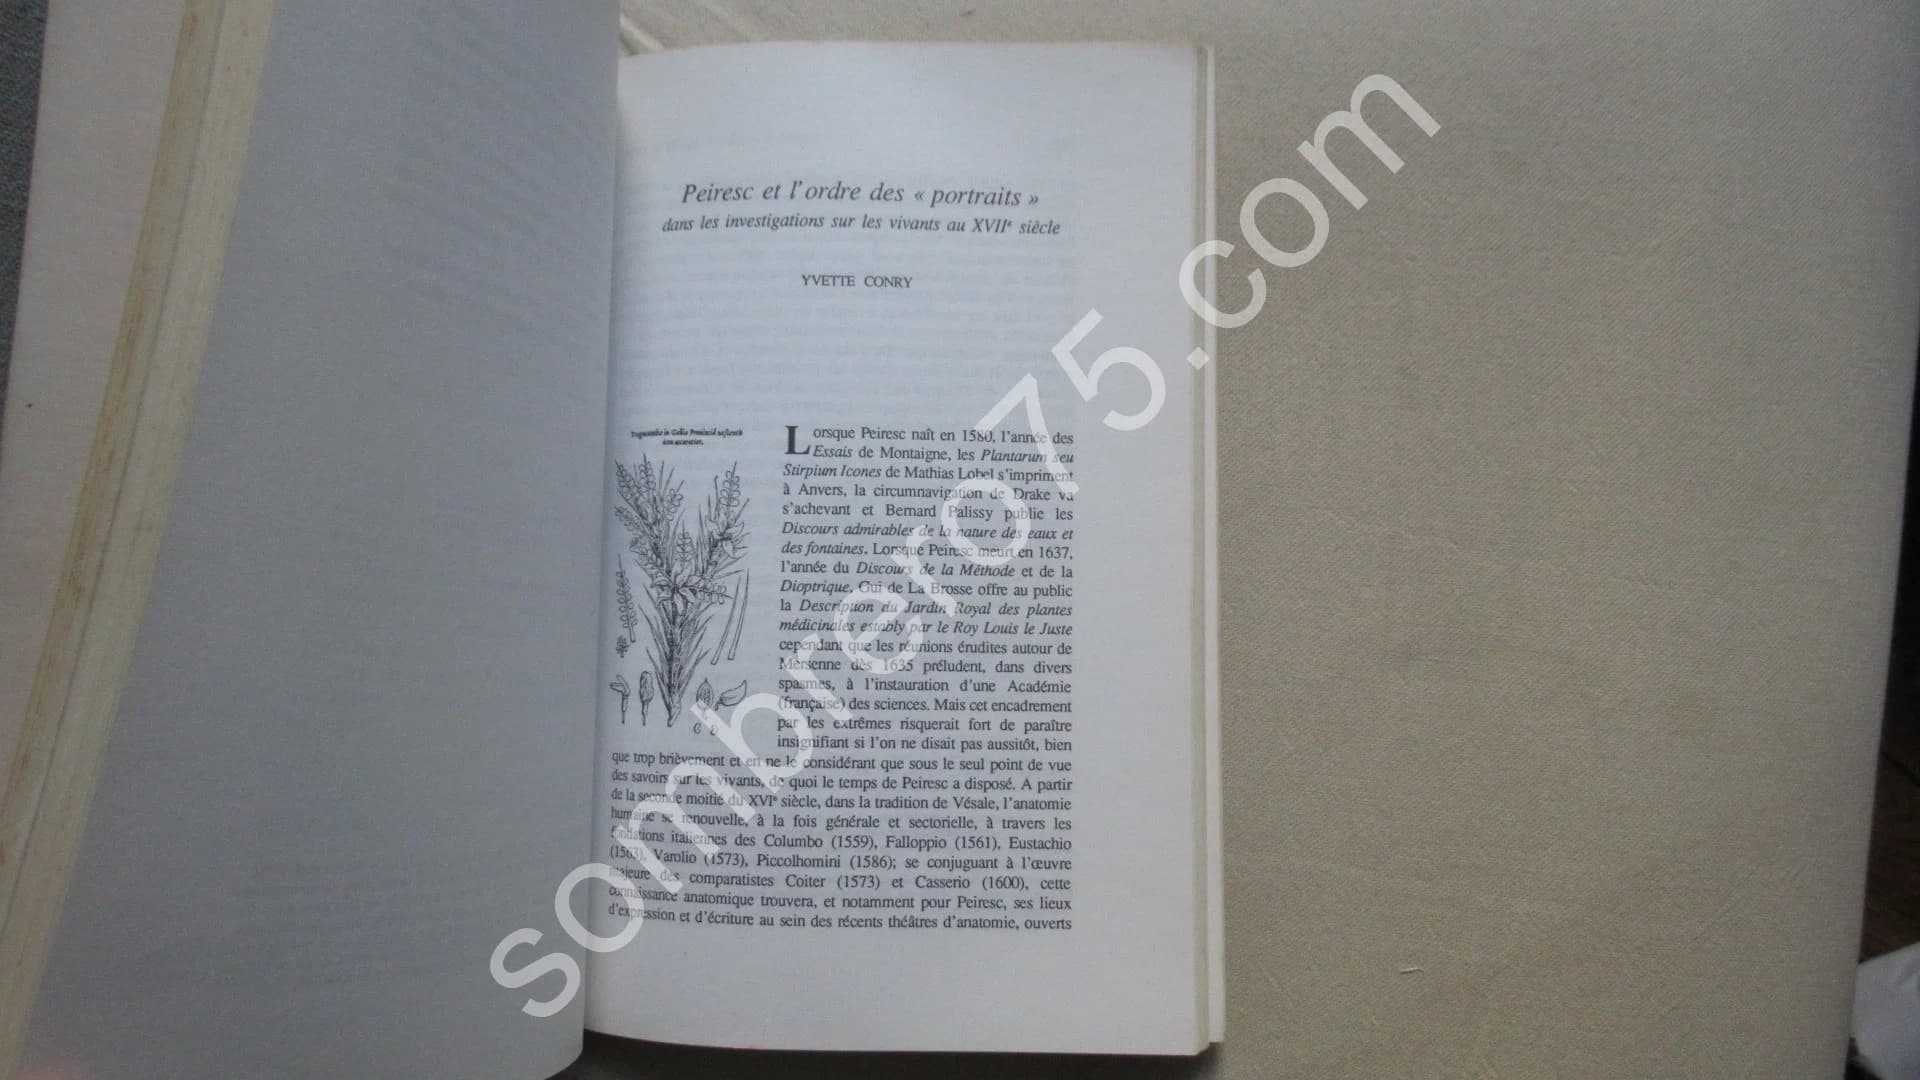 Peiresc et l'ordre des « portraits »
dans les investigations sur les vivants au XVIIe siècle
YVETTE CONRY
Tragacantha in Gallia
Lorsque Peiresc naît en 1580, l'année des
Essais de Montaigne, les Plantarum seu
Stirpium Icones de Mathias Lobel s'impriment
à Anvers, la circumnavigation de Drake va
s'achevant et Bernard Palissy publie les
Discours admirables de la nature des eaux et
des fontaines. Lorsque Peiresc meurt en 1637,
l'année du Discours de la Méthode et de la
Dioptrique, Gui de La Brosse offre au public
la Description du Jardin Royal des plantes
médicinales estably par le Roy Louis le Juste
cependant que les réunions érudites autour de
Mersenne dès 1635 préludent, dans divers
spasmes, à l'instauration d'une Académie
(française) des sciences. Mais cet encadrement
par les extrêmes risquerait fort de paraître
insignifiant si l'on ne disait pas aussitôt, bien
que trop brièvement et en ne le considérant que sous le seul point de vue
des savoirs sur les vivants, de quoi le temps de Peiresc a disposé. A partir
de la seconde moitié du XVIe siècle, dans la tradition de Vésale, l'anatomie
humaine se renouvelle, à la fois générale et sectorielle, à travers les
fondations italiennes des Columbo (1559), Falloppio (1561), Eustachio
(1563), Varolio (1573), Piccolhomini (1586); se conjuguant à l'œuvre
majeure des comparatistes Coiter (1573) et Casserio (1600), cette
connaissance anatomique trouvera, et notamment pour Peiresc, ses lieux
d'expression et d'écriture au sein des récents théâtres d'anatomie, ouverts
sombrero75.com